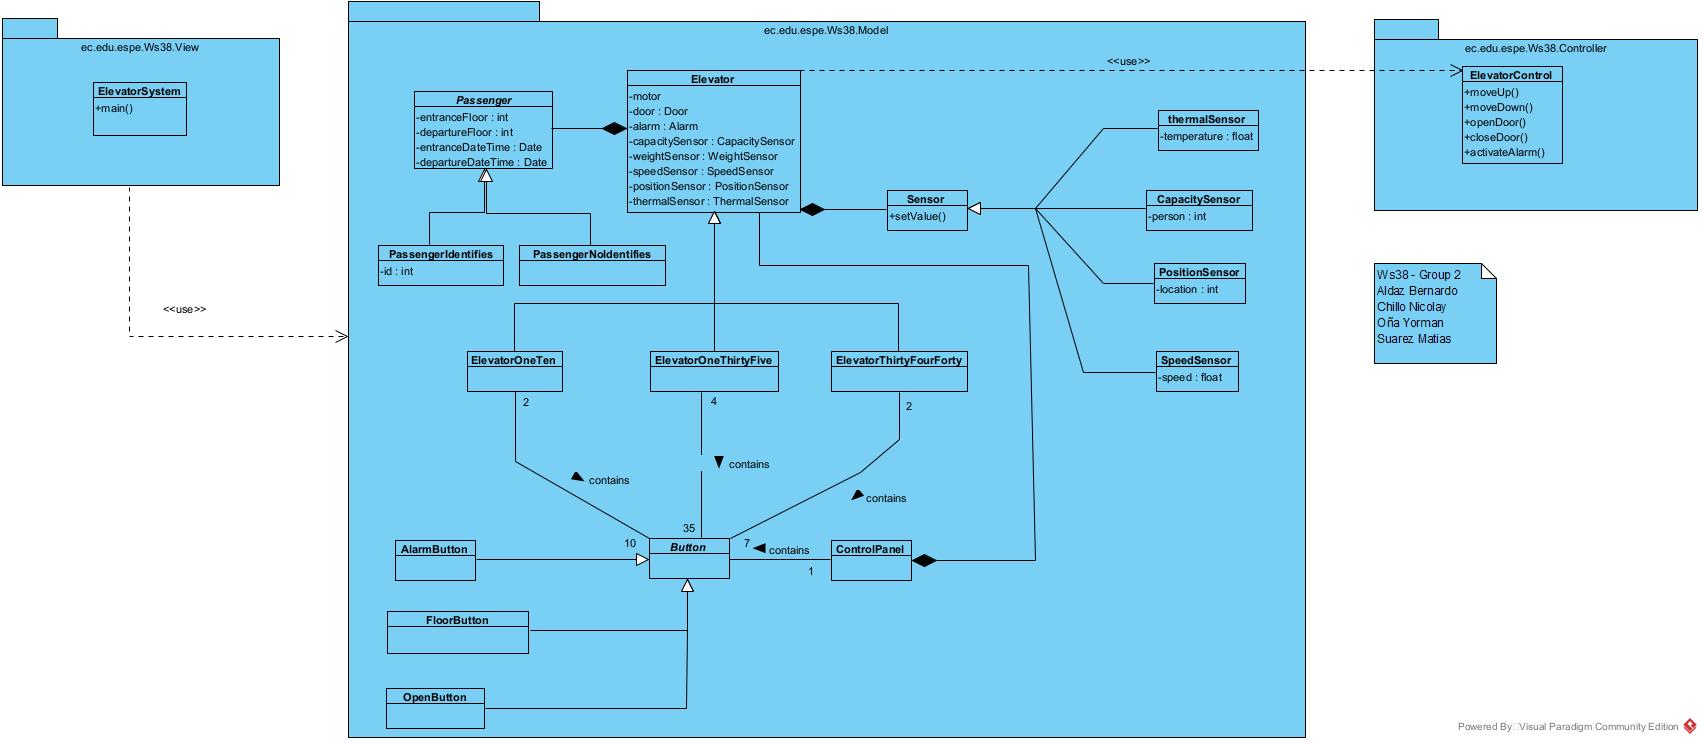 ec.edu.espe.Ws38.View
ElevatorSystem
+main()
<<use>>
ec.edu.espe.Ws38.Model
Passenger
-entranceFloor : int
-departureFloor : int
-entranceDateTime : Date
-departureDateTime : Date
PassengerIdentifies
-id : int
PassengerNoIdentifies
Elevator
-motor
-door : Door
-alarm : Alarm
-capacitySensor : CapacitySensor
-weightSensor : WeightSensor
-speedSensor : SpeedSensor
-positionSensor : PositionSensor
-thermalSensor : ThermalSensor
<<use>>
Sensor
+setValue()
thermalSensor
-temperature : float
CapacitySensor
-person : int
PositionSensor
-location : int
SpeedSensor
-speed : float
ElevatorOneTen
ElevatorOneThirtyFive
ElevatorThirtyFourForty
2
4
2
contains
contains
contains
10
35
7
contains
1
AlarmButton
Button
ControlPanel
FloorButton
OpenButton
ec.edu.espe.Ws38.Controller
ElevatorControl
+moveUp()
+moveDown()
+openDoor()
+closeDoor()
+activateAlarm()
Ws38 - Group 2
Aldaz Bernardo
Chillo Nicolay
Oña Yorman
Suarez Matias
Powered By Visual Paradigm Community Edition